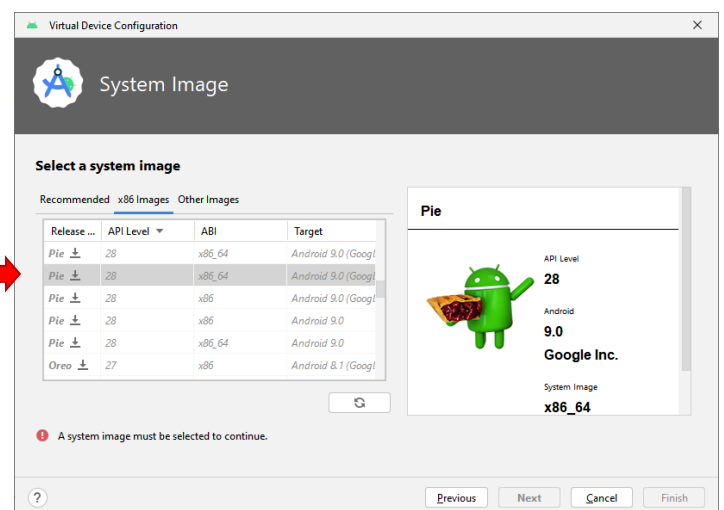 Virtual Device Configuration
System Image
Select a system image
Recommended x86 Images Other Images
Release ... API Level ABI Target
Pie 28 x86_64 Android 9.0 (Googl
Pie 28 x86_64 Android 9.0 (Googl
Pie 28 x86 Android 9.0 (Googl
Pie 28 x86 Android 9.0
Pie 28 x86_64 Android 9.0
Oreo 27 x86 Android 8.1 (Googl
A system image must be selected to continue.
Pie
API Level
28
Android
9.0
Google Inc.
System Image
x86_64
? Previous Next Cancel Finish